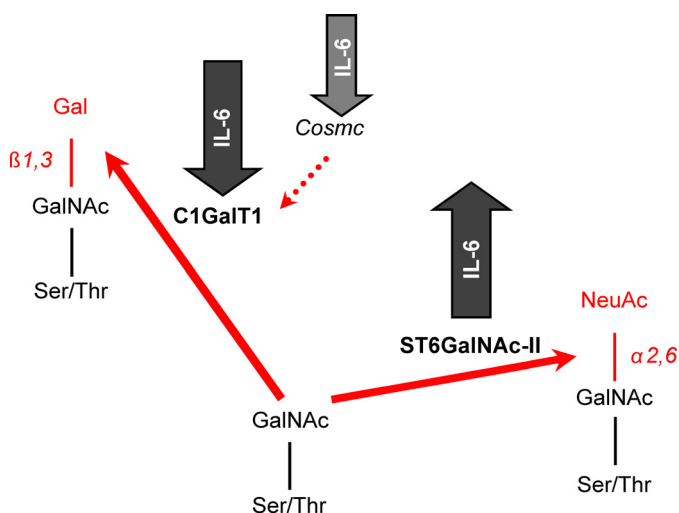 IL-6
IL-6
Cosmc
Gal
ß1,3
GalNAc
Ser/Thr
C1GalT1
IL-6
ST6GalNAc-II
NeuAc
α2,6
GalNAc
Ser/Thr
GalNAc
Ser/Thr